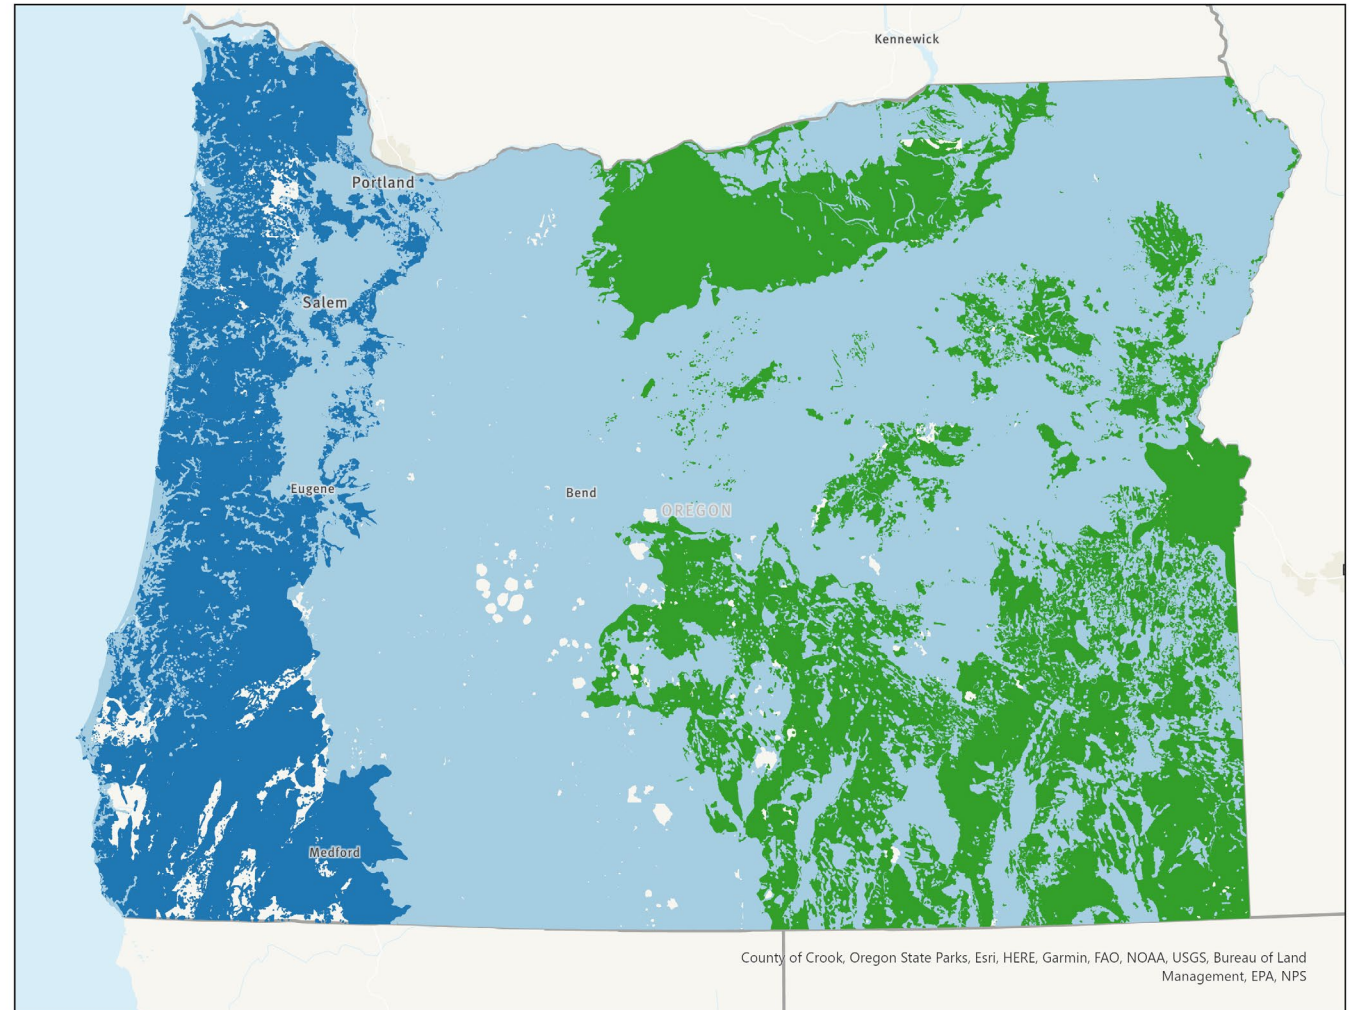 Kennewick
Portland
Salem
Eugene
Bend
OREGON
Medford
County of Crook, Oregon State Parks, Esri, HERE, Garmin, FAO, NOAA, USGS, Bureau of Land
Management, EPA, NPS